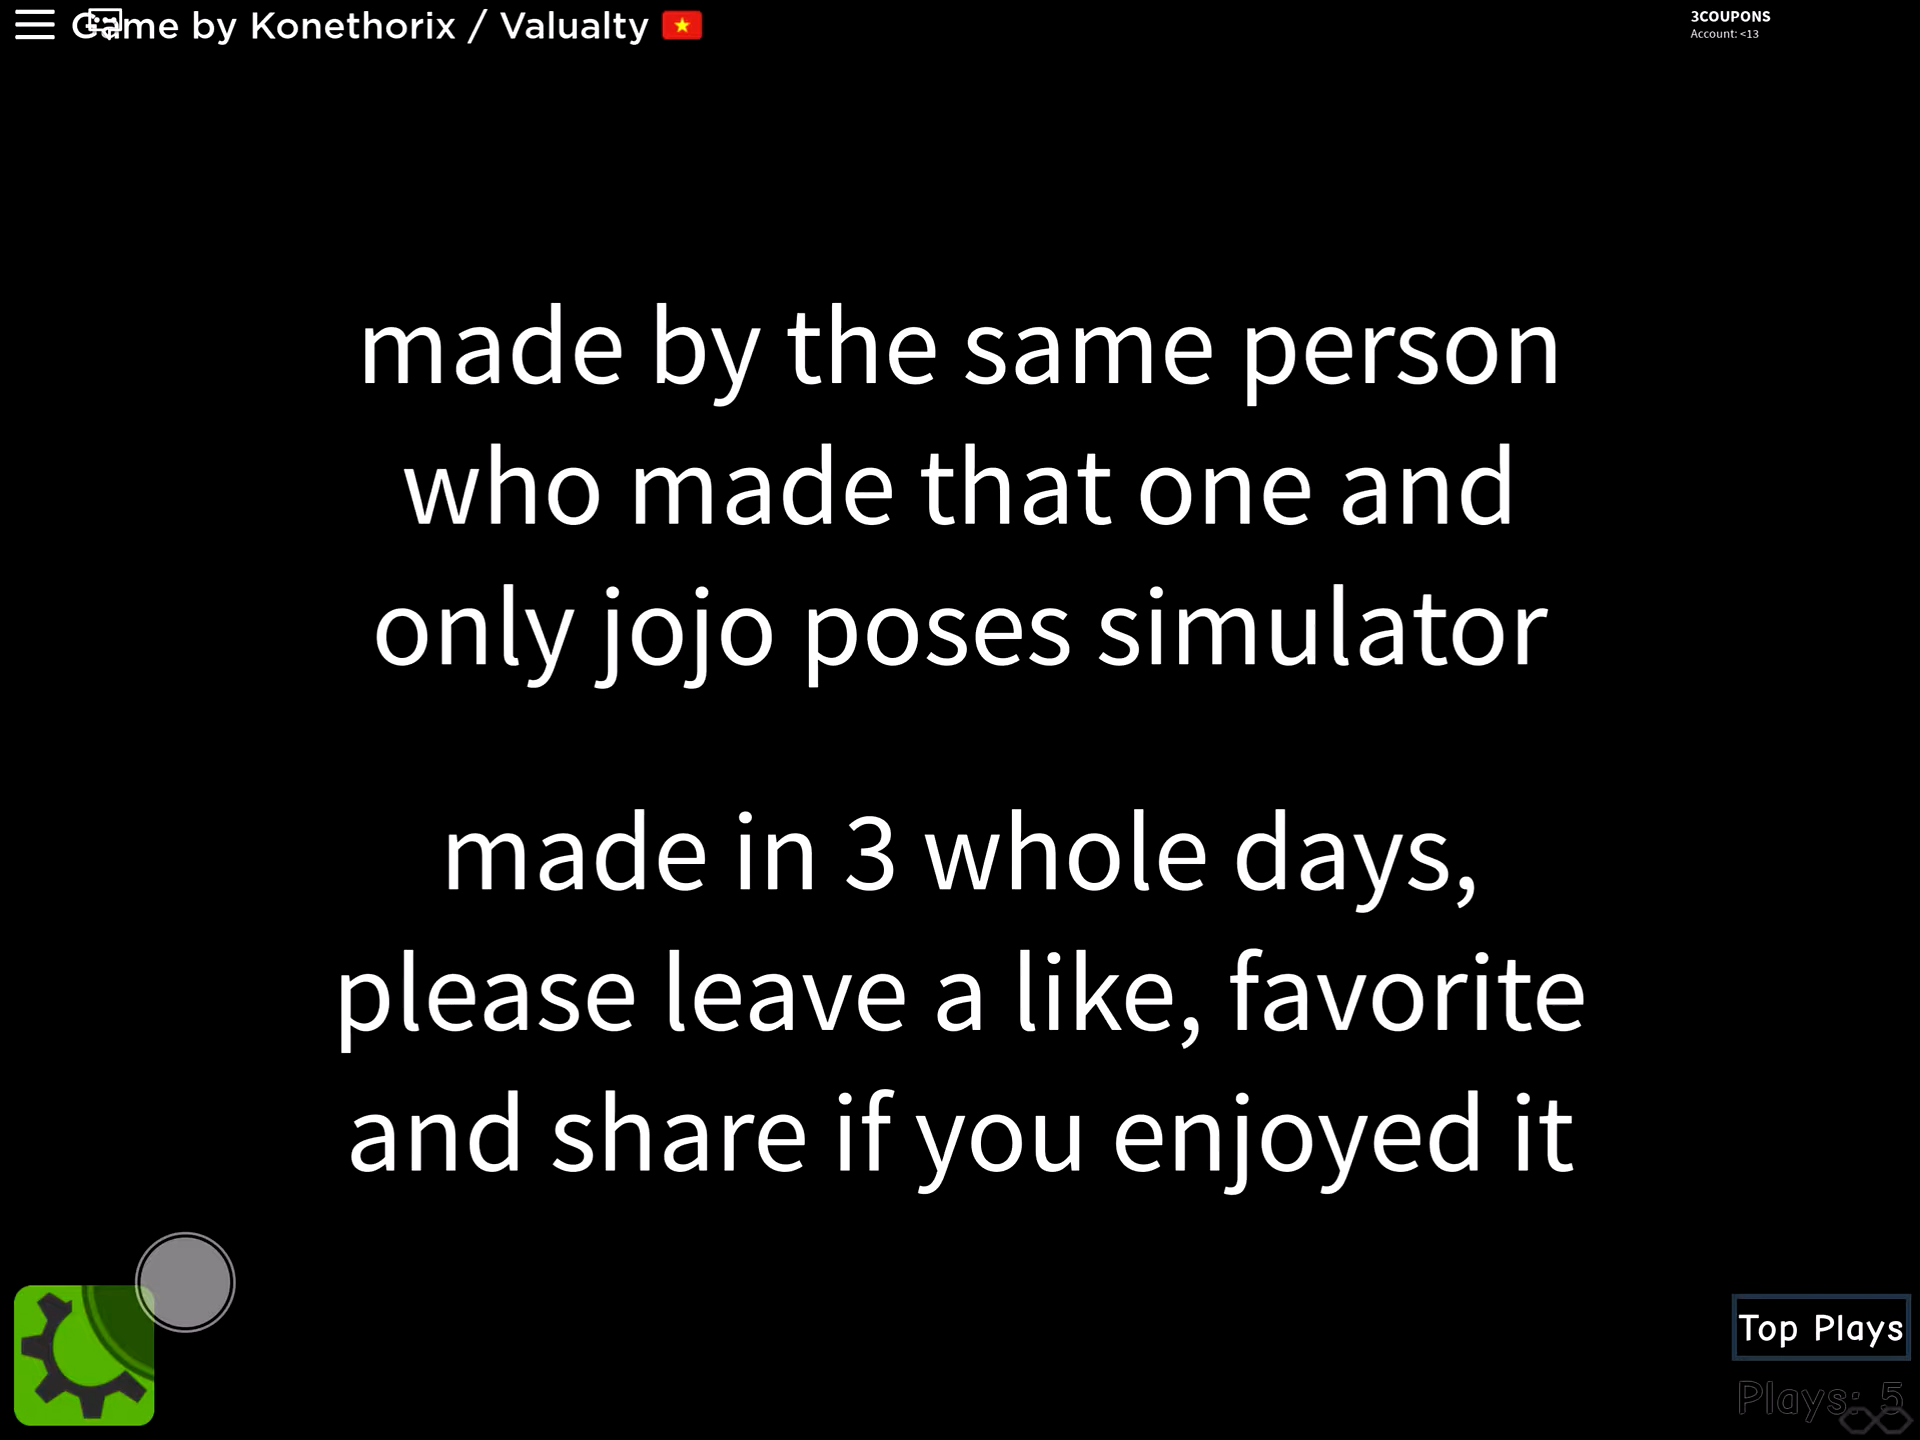 Game by Konethorix / Valualty 🇻🇳
3COUPONS
Account: <13
made by the same person
who made that one and
only jojo poses simulator
made in 3 whole days,
please leave a like, favorite
and share if you enjoyed it
Top Plays
Plays: 5